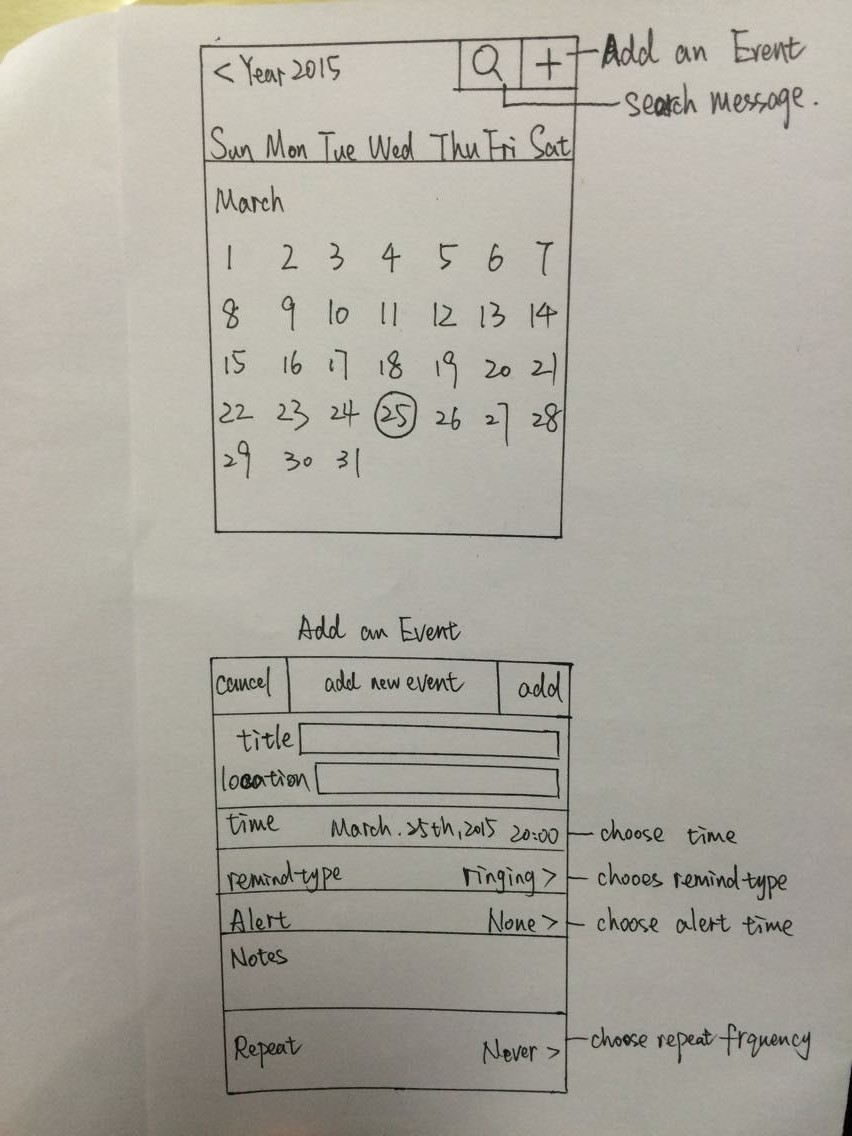 < Year 2015 + Add an Event
search message.
Sun Mon Tue Wed Thu Fri Sat
March
1 2 3 4 5 6 7
8 9 10 11 12 13 14
15 16 17 18 19 20 21
22 23 24 25 26 27 28
29 30 31
Add an Event
cancel add new event add
title
location
time March. 25th, 2015 20:00 choose time
remind type ringing > chooes remind type
Alert None > choose alert time
Notes
Repeat Never > choose repeat frquency